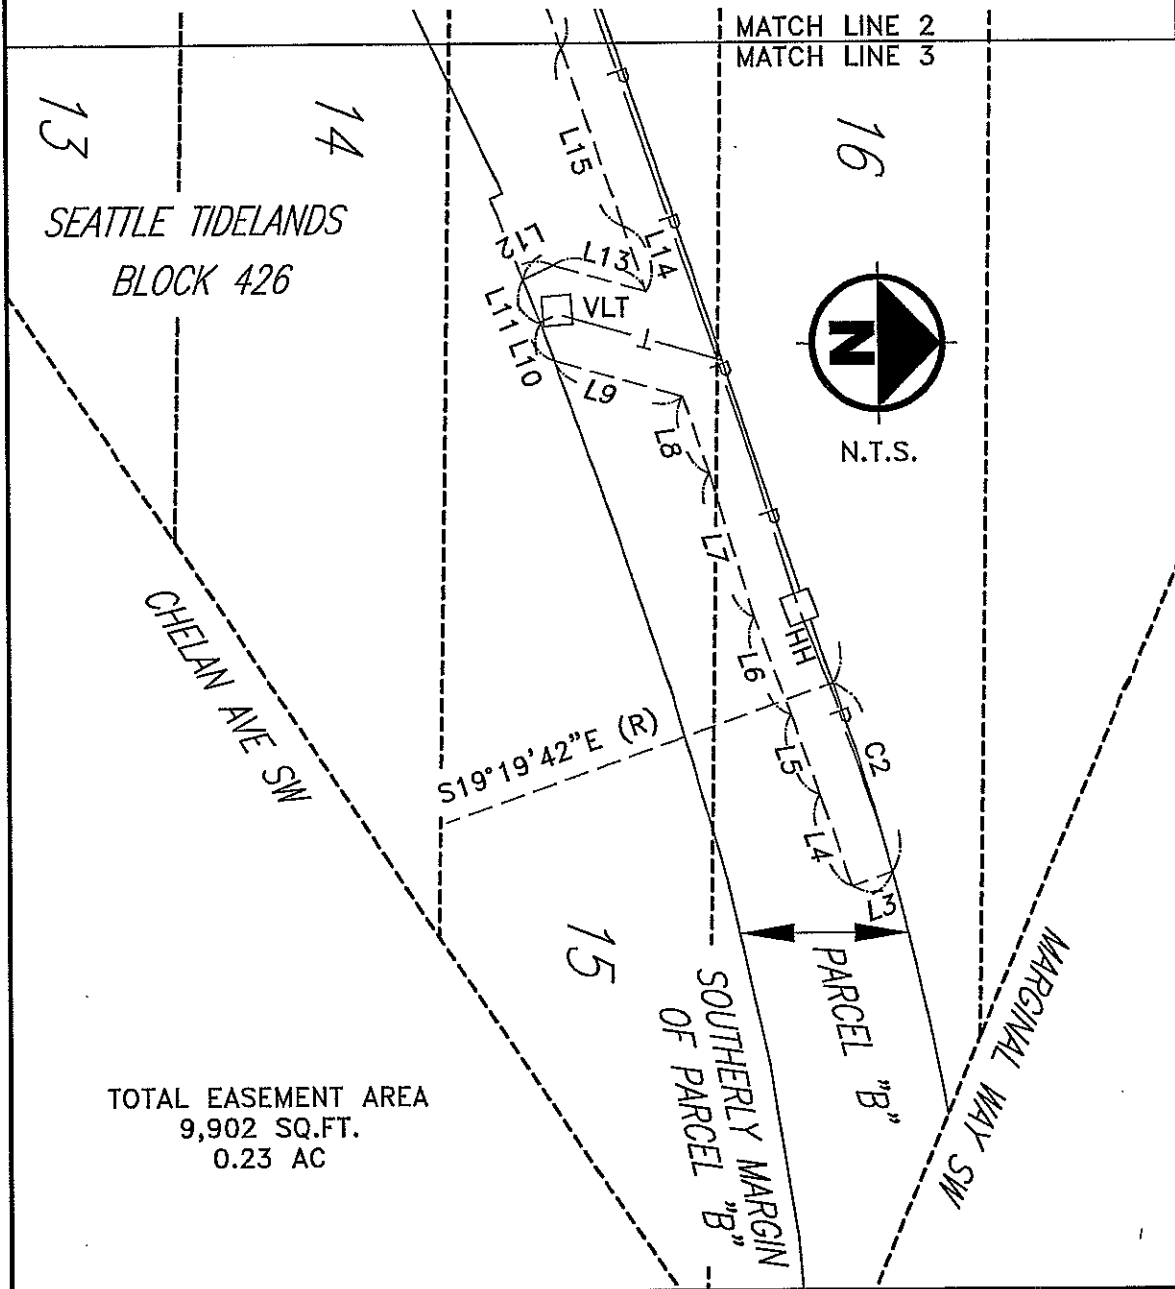 MATCH LINE 2
MATCH LINE 3
13
14
16
SEATTLE TIDELANDS
BLOCK 426
L15
L14
L12
L13
L11
VLT
T
L10
L9
L8
L7
L6
L5
L4
L3
P
P
P
P
P
HH
C2
N
N.T.S.
CHELAN AVE SW
S19°19'42"E (R)
15
SOUTHERLY MARGIN
OF PARCEL "B"
PARCEL "B"
MARGINAL WAY SW
TOTAL EASEMENT AREA
9,902 SQ.FT.
0.23 AC